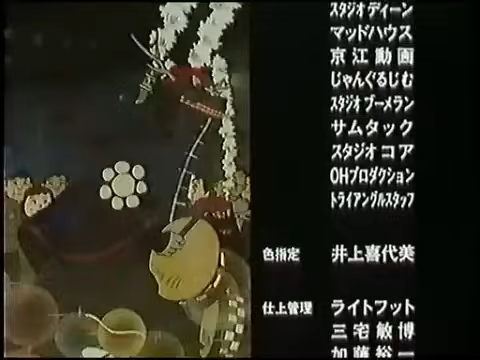 スタジオディーン
マッドハウス
京江動画
じゃんぐるじむ
スタジオブーメラン
サムタック
スタジオコア
OHプロダクション
トライアングルスタッフ
色指定 井上喜代美
仕上管理 ライトフット
三宅敏博
加藤裕一